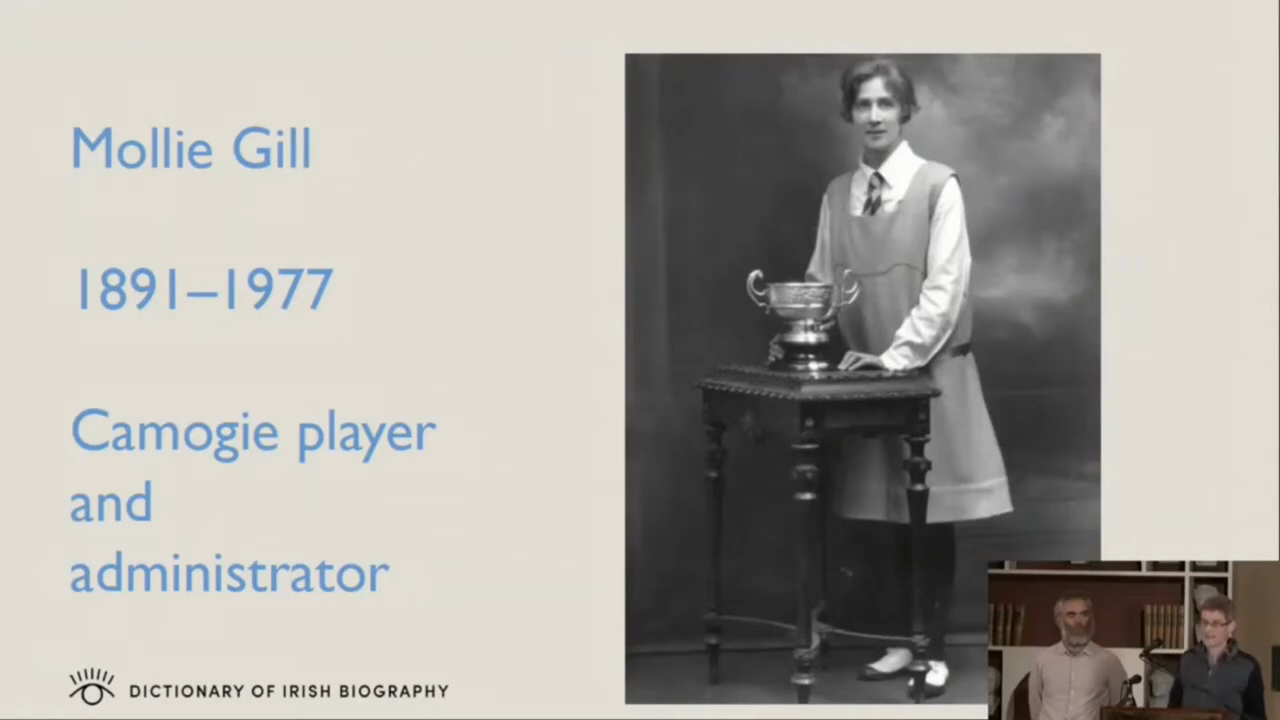 Mollie Gill
1891–1977
Camogie player
and
administrator
DICTIONARY OF IRISH BIOGRAPHY